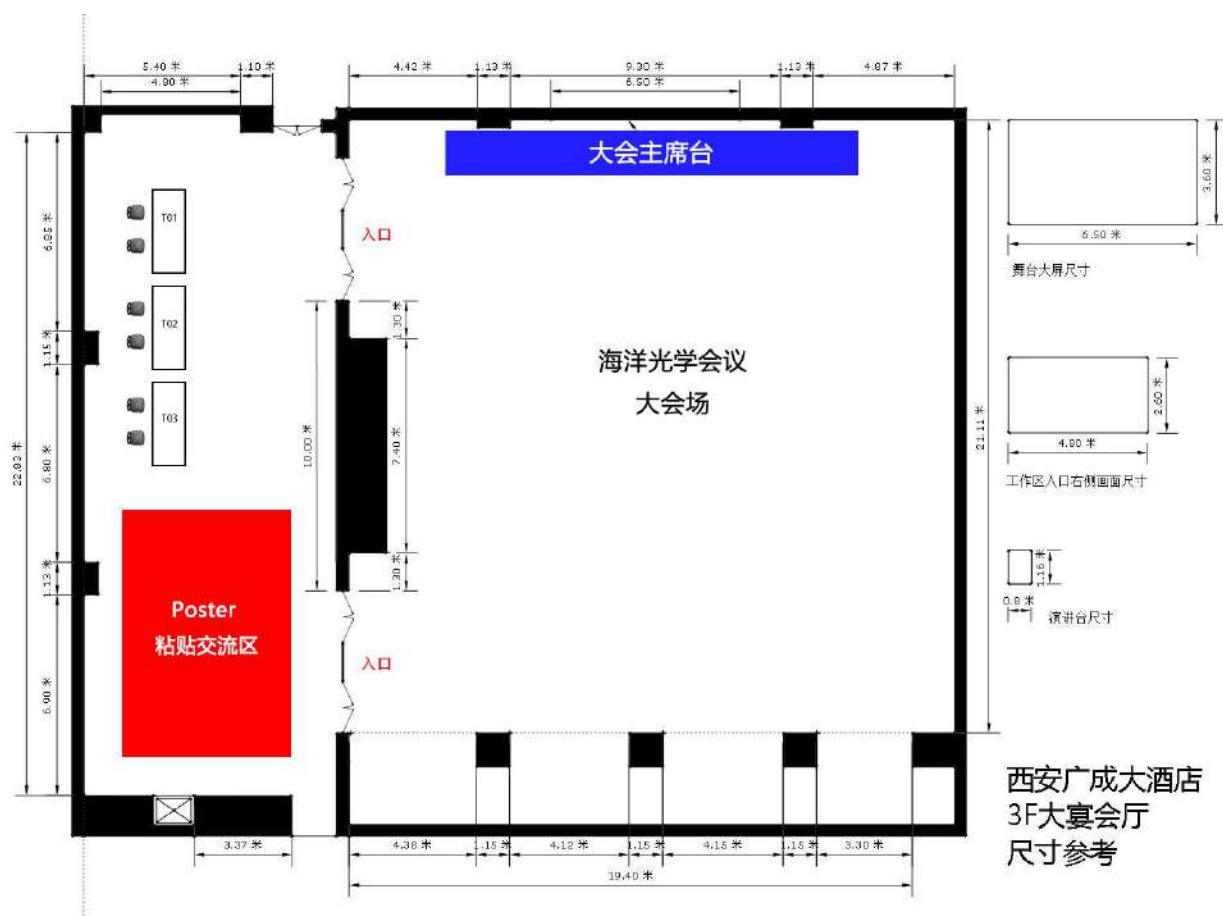 5.40 米
1.10 米
4.42 米
1.13 米
9.30 米
1.13 米
4.87 米
4.80 米
6.90 米
大会主席台
3.60 米
T01
6.95 米
入口
6.90 米
舞台大屏尺寸
1.30 米
T02
1.15 米
海洋光学会议
大会场
2.60 米
T03
22.83 米
10.00 米
7.40 米
21.11 米
4.80 米
6.80 米
工作区入口右侧画面尺寸
1.13 米
1.30 米
1.16 米
0.8 米
演讲台尺寸
Poster
粘贴交流区
入口
6.90 米
西安广成大酒店
3F大宴会厅
尺寸参考
3.37 米
4.38 米
1.15 米
4.12 米
1.15 米
4.15 米
1.15 米
3.30 米
19.40 米